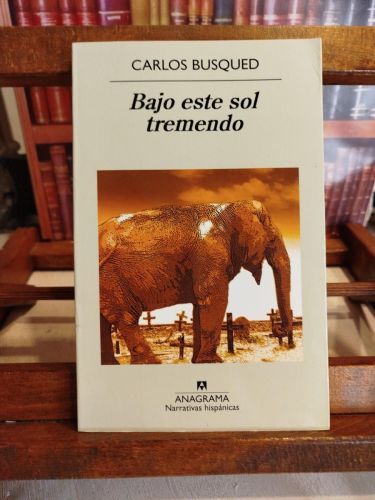 CARLOS BUSQUED
Bajo este sol
tremendo
ANAGRAMA
Narrativas hispánicas